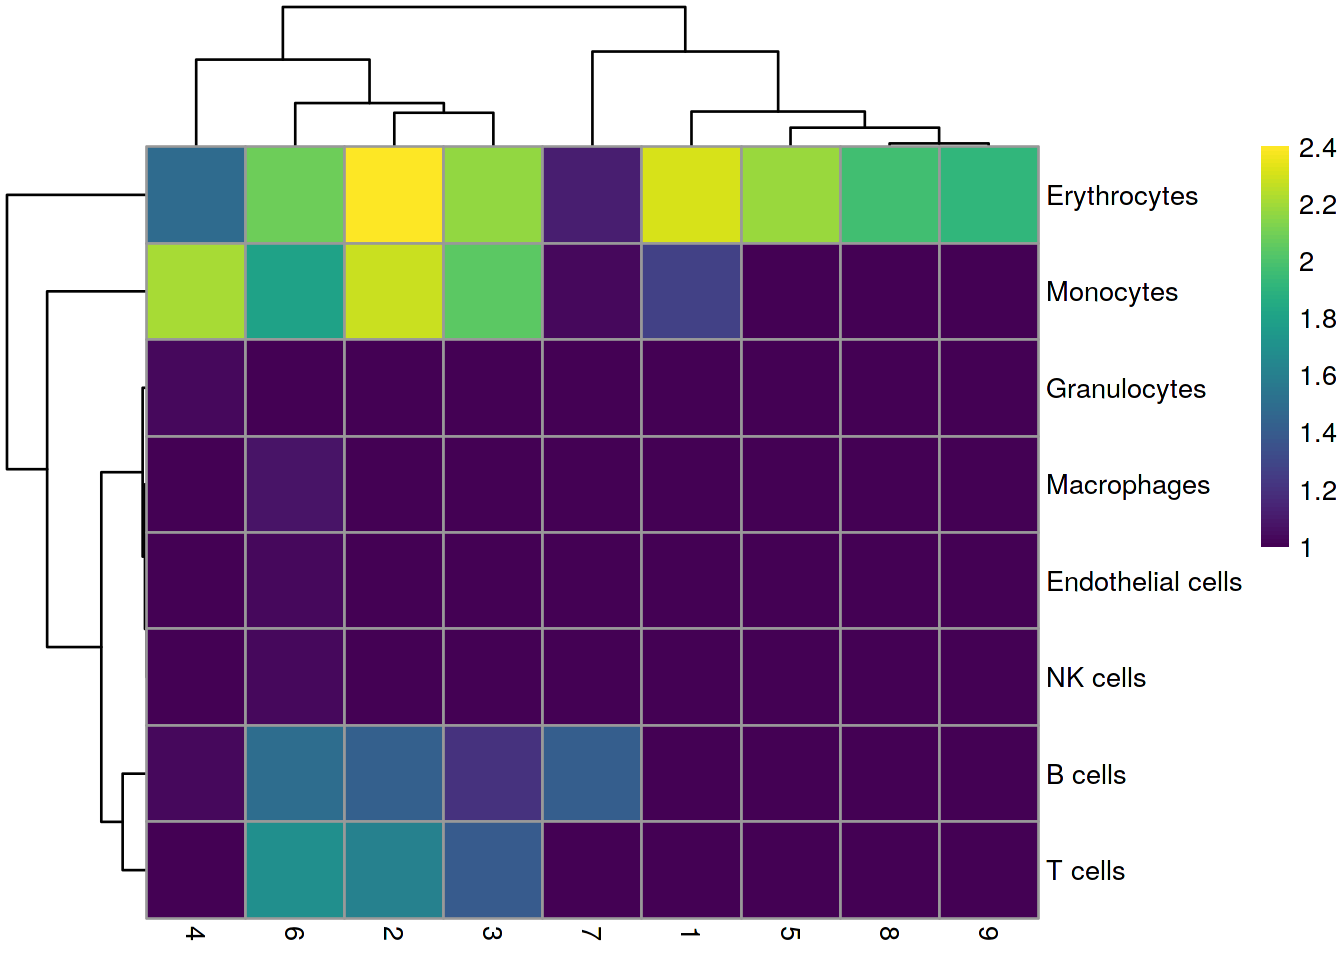 2.4
Erythrocytes
2.2
2
Monocytes
1.8
1.6
Granulocytes
1.4
Macrophages
1.2
1
Endothelial cells
NK cells
B cells
T cells
4 6 2 3 7 1 5 8 9